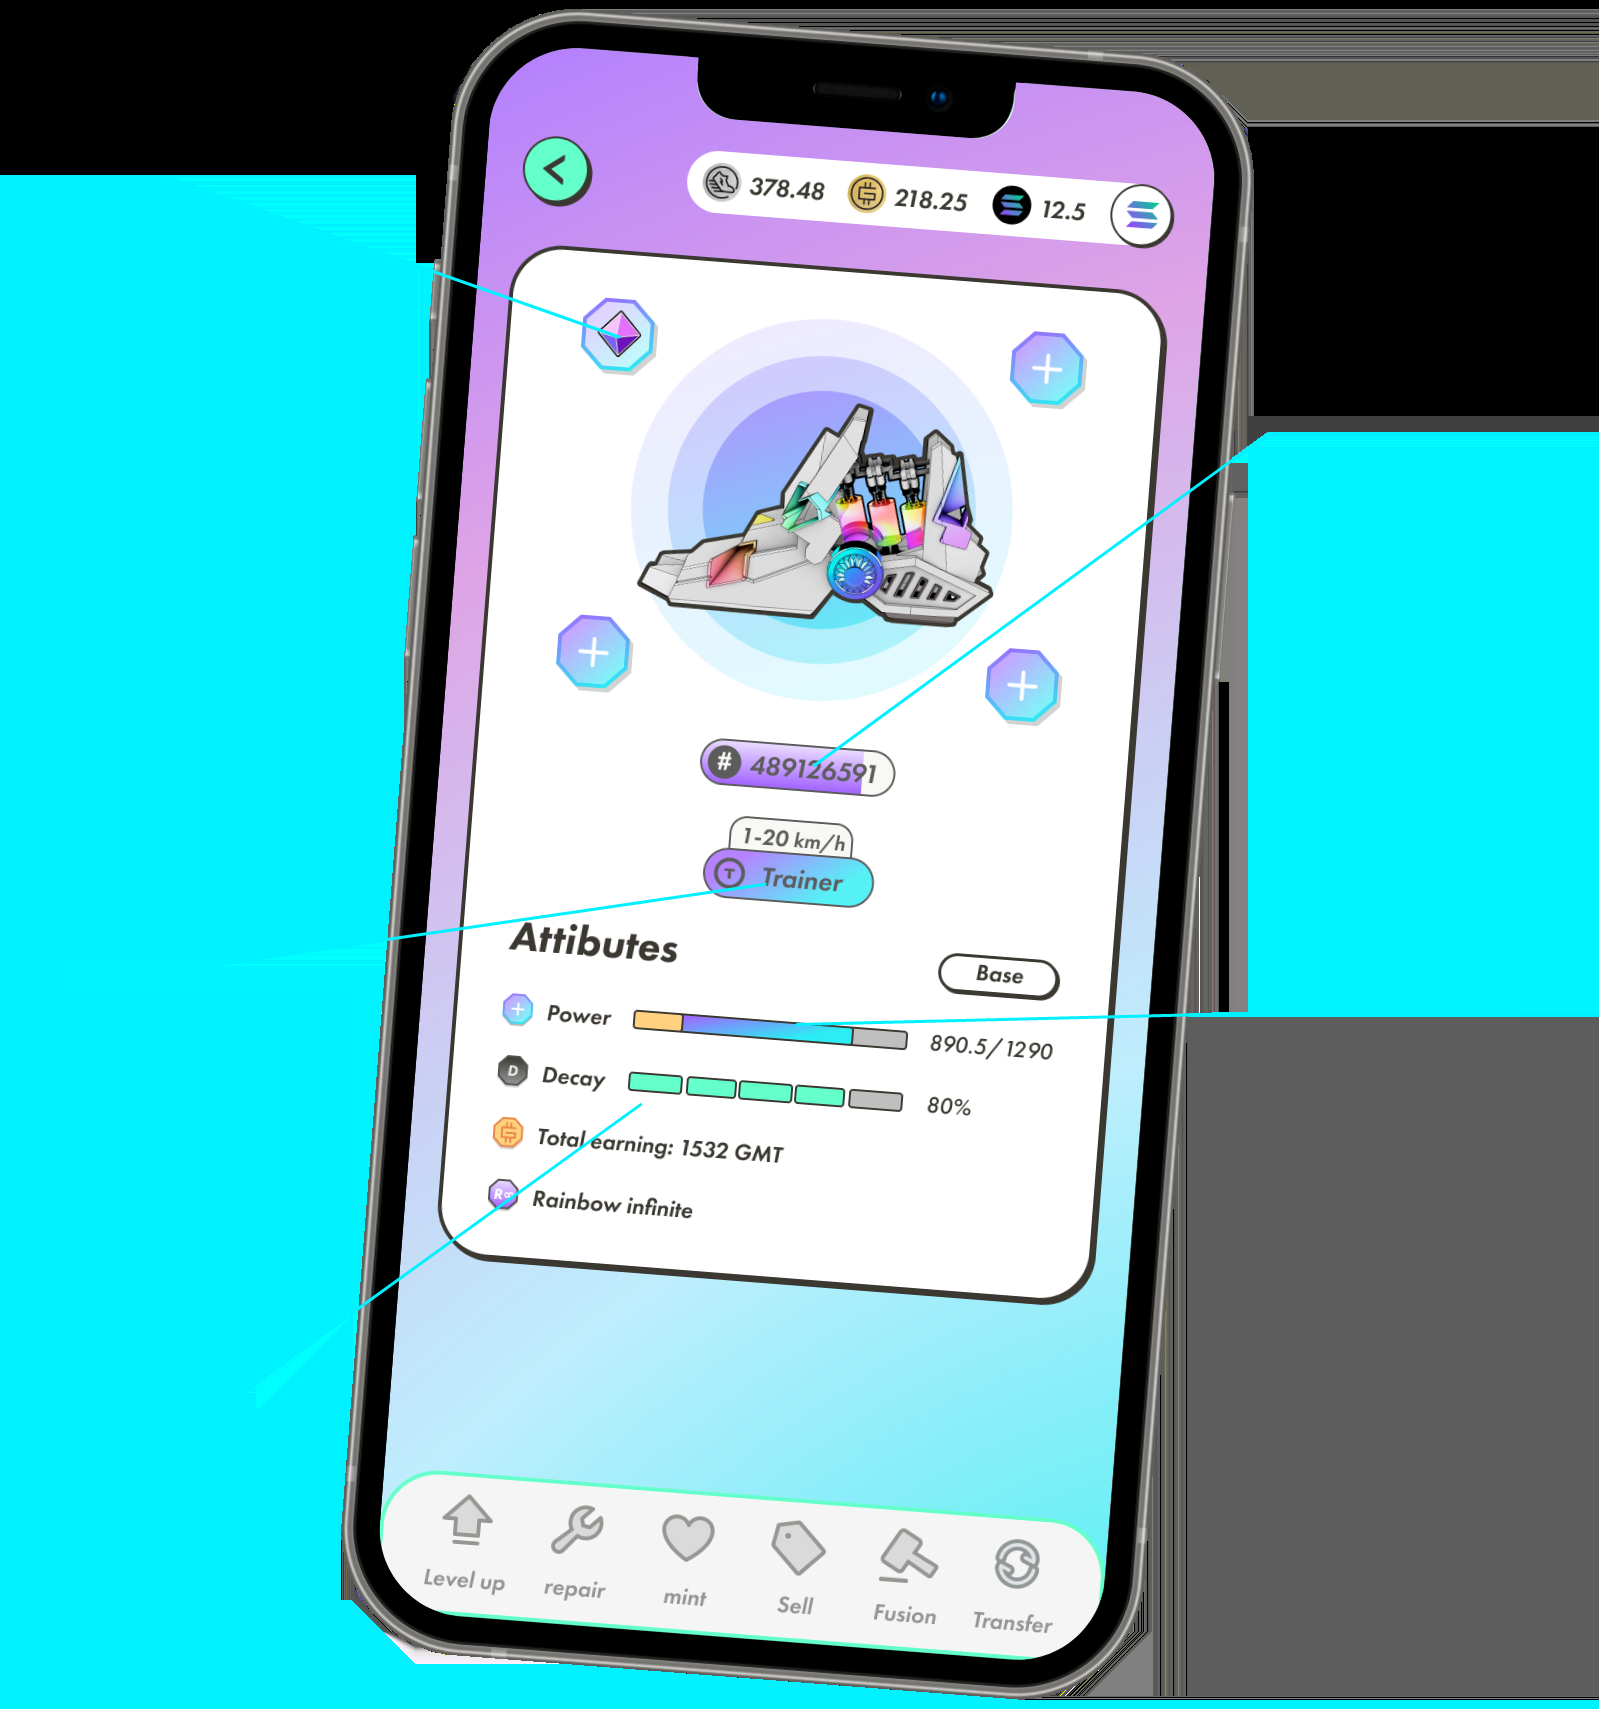 378.48 218.25 12.5
# 489126591
1-20 km/h
T Trainer
Attibutes
Base
Power 890.5/1290
D Decay 80%
Total earning: 1532 GMT
R∞ Rainbow infinite
Level up repair mint Sell Fusion Transfer